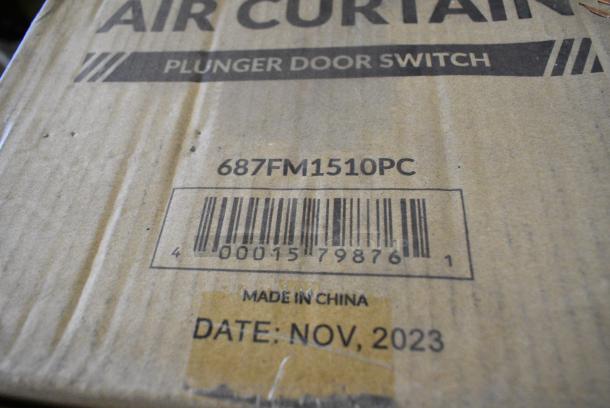 AIR CURTAIN
PLUNGER DOOR SWITCH
687FM1510PC
4 00015 79876 1
MADE IN CHINA
DATE: NOV, 2023